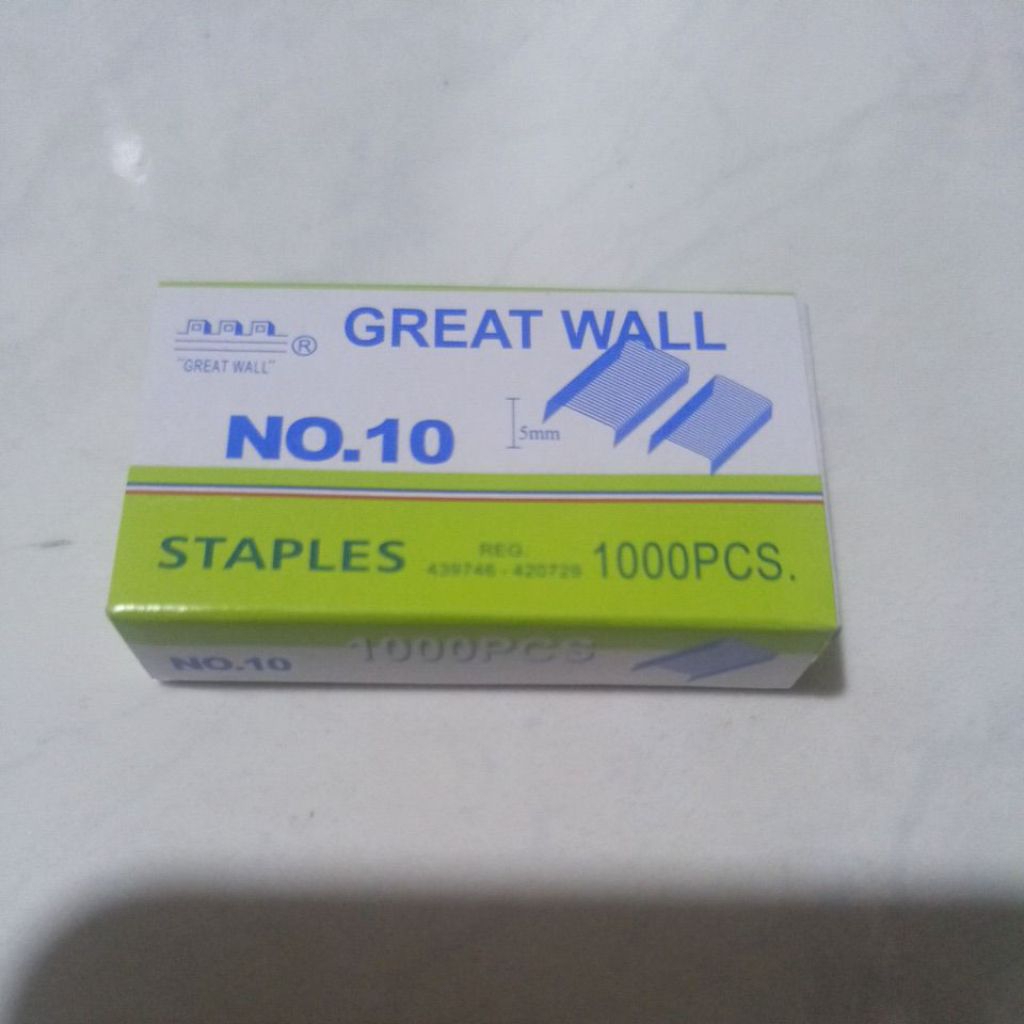 GREAT WALL
®
"GREAT WALL"
NO.10
5mm
STAPLES
REG.
439746 - 420729
1000PCS.
NO.10
1000PCS